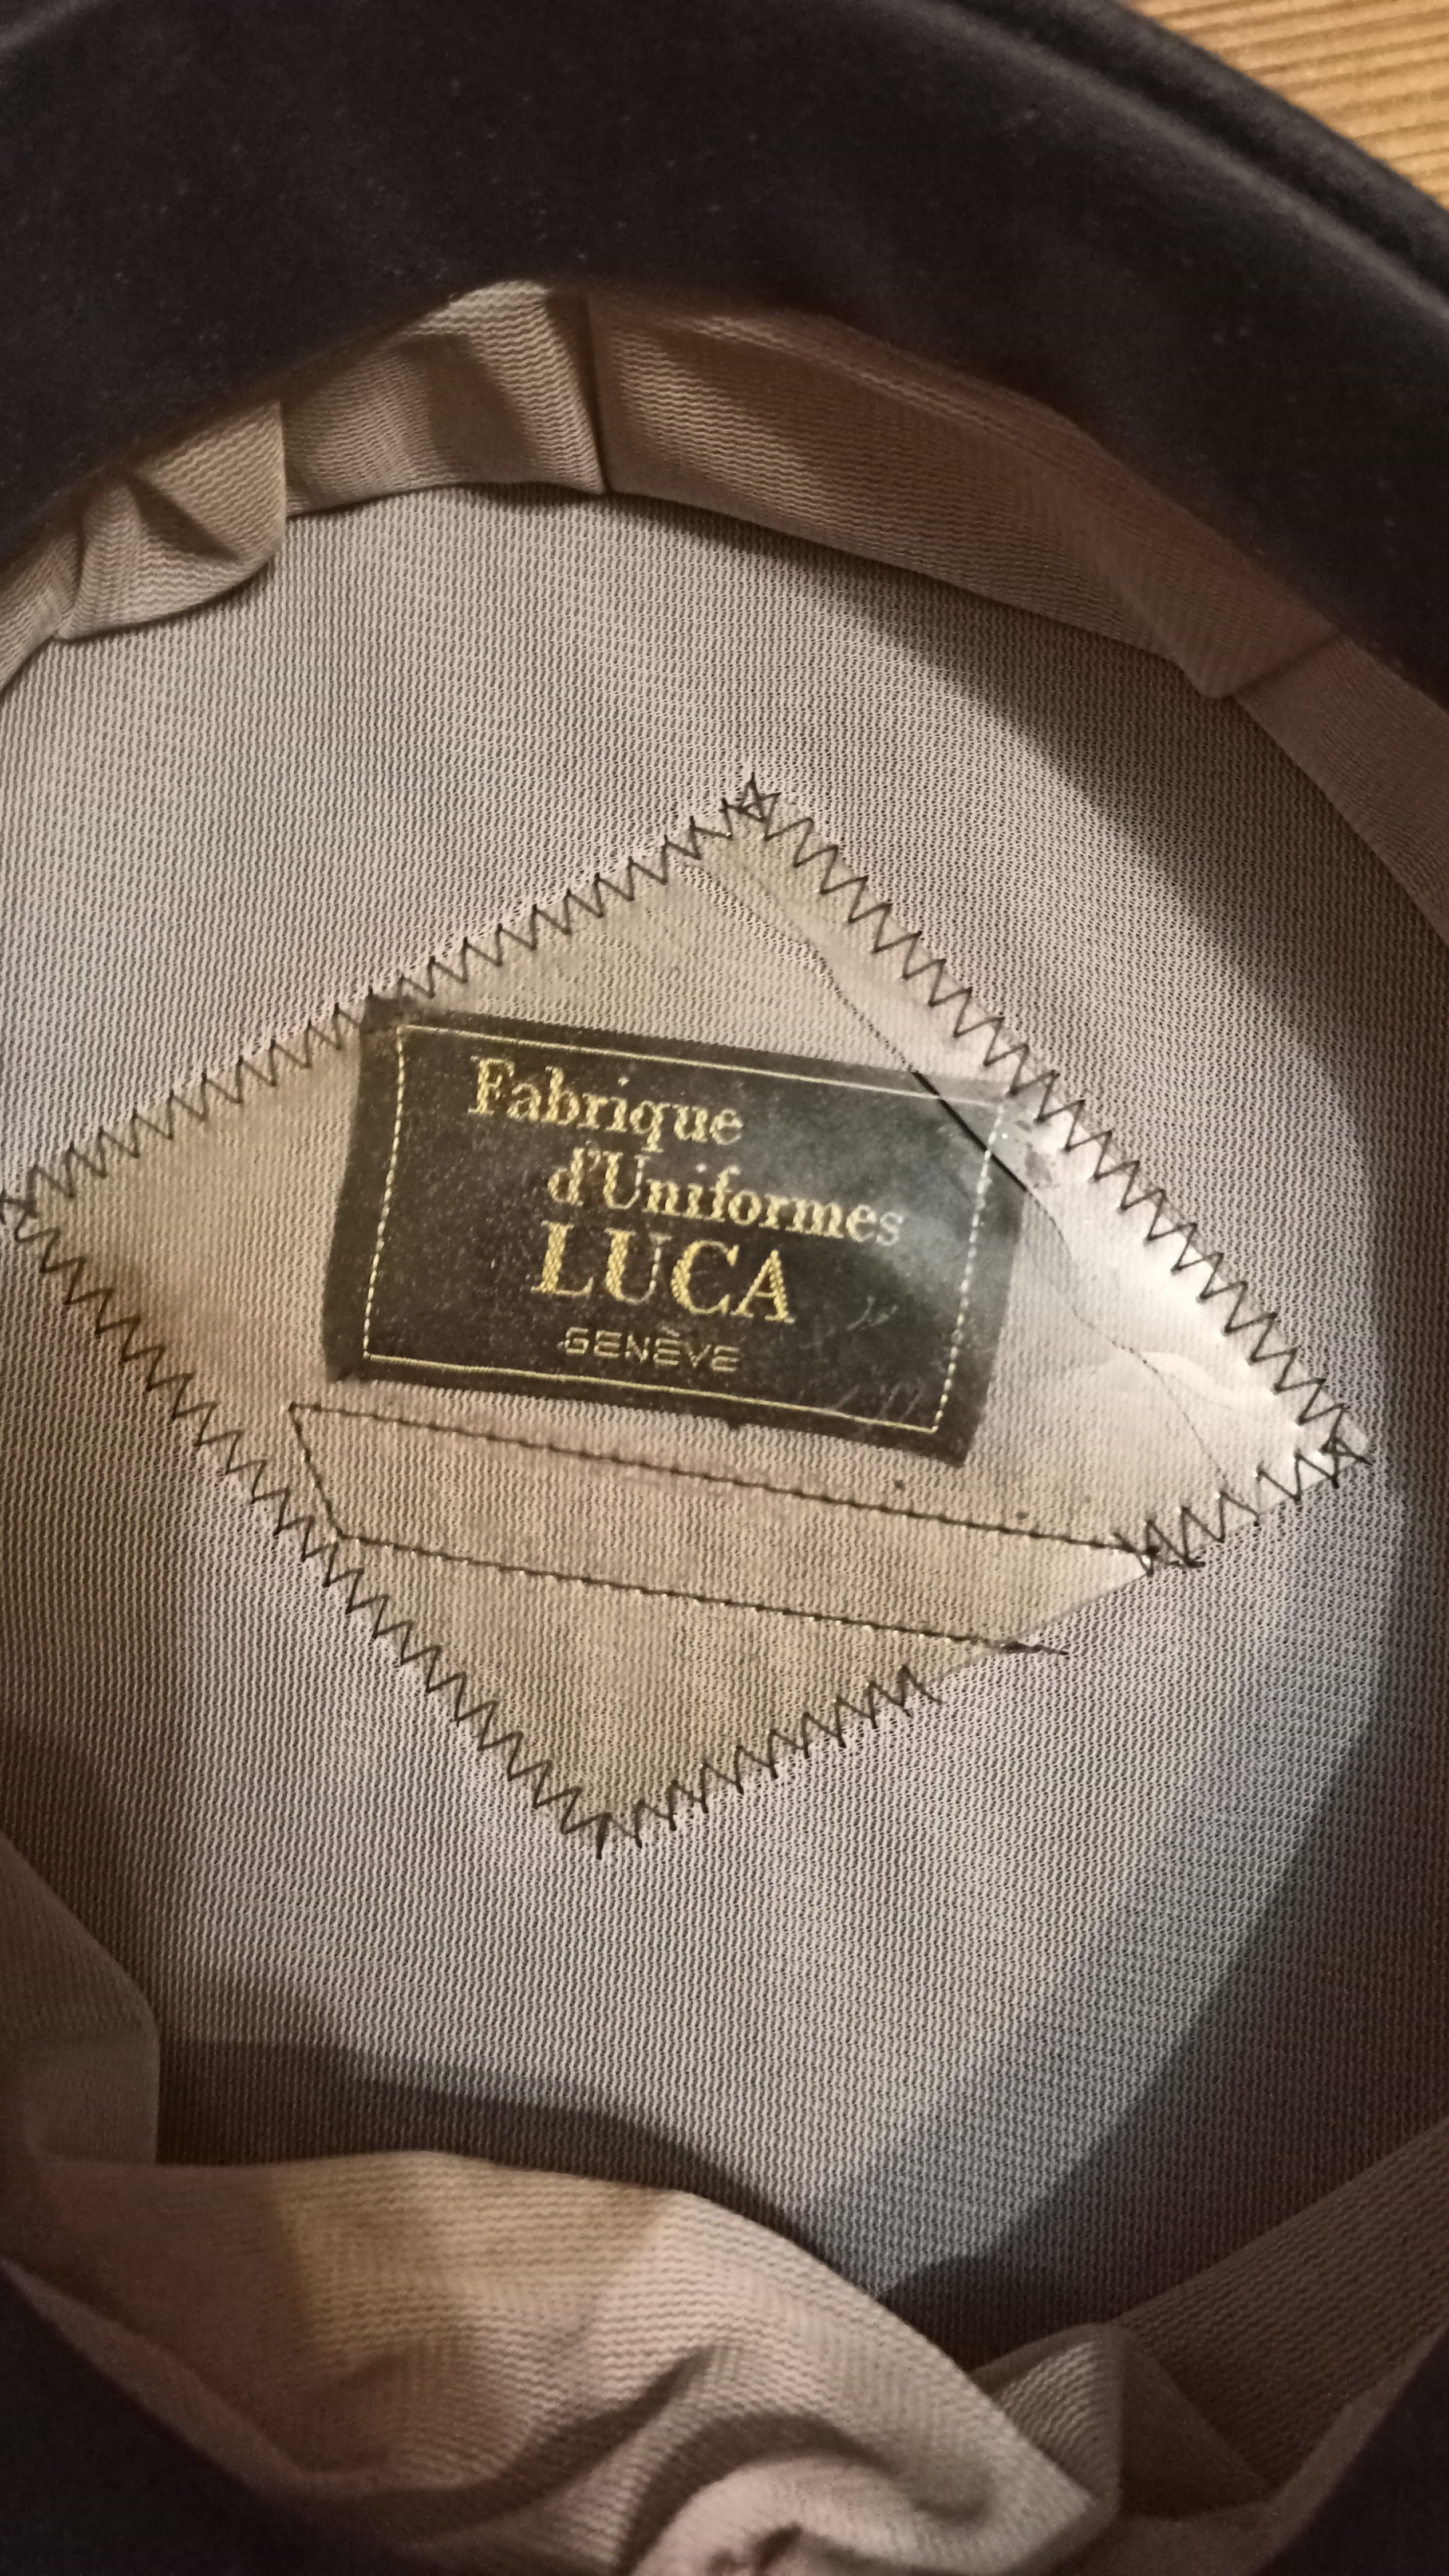 Fabrique
d'Uniformes
LUCA
GENÈVE